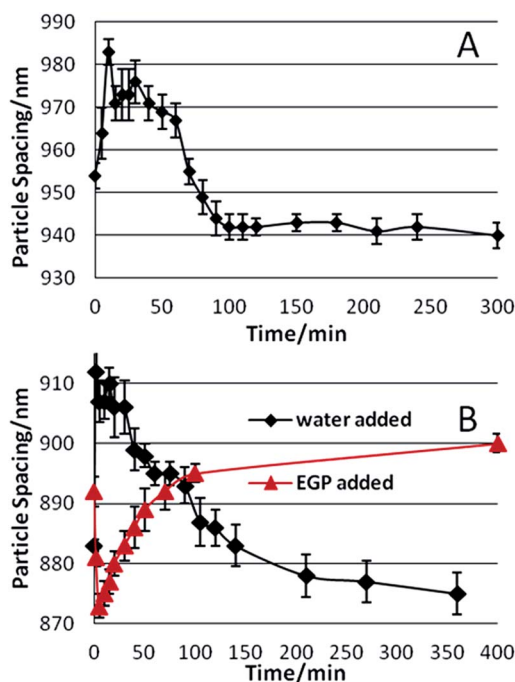 A
Particle Spacing/nm
990
980
970
960
950
940
930
0 50 100 150 200 250 300
Time/min
B
Particle Spacing/nm
910
900
890
880
870
water added
EGP added
0 50 100 150 200 250 300 350 400
Time/min